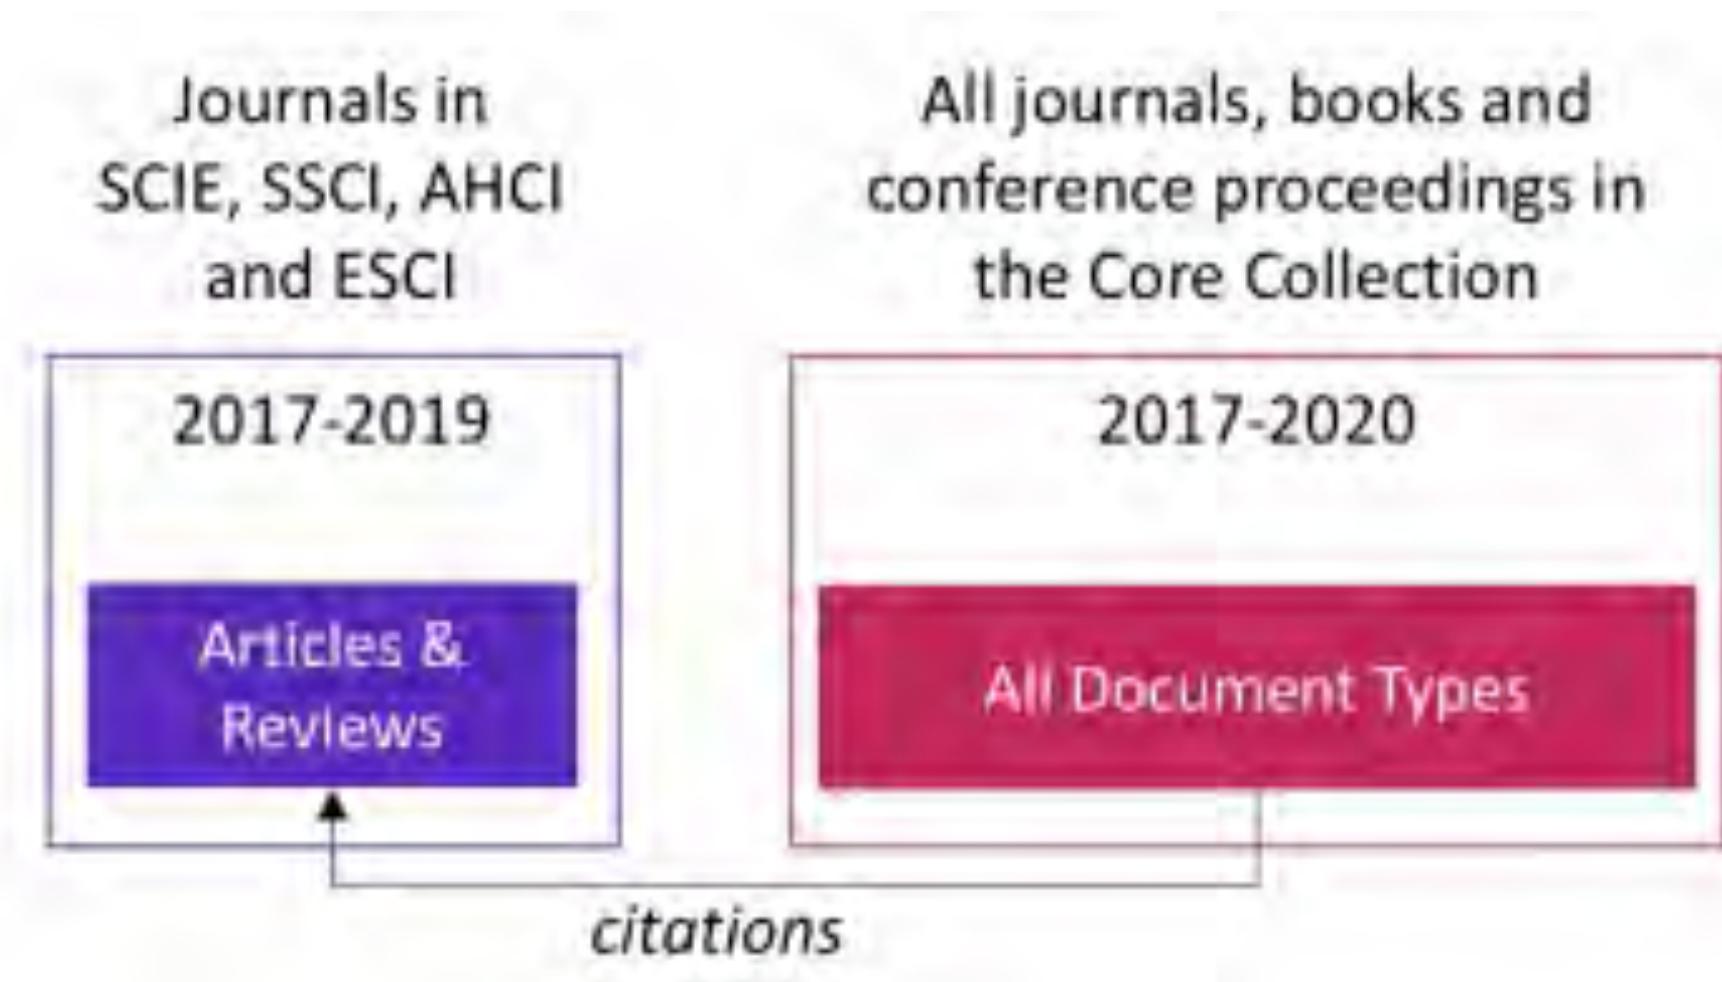 Journals in
SCIE, SSCI, AHCI
and ESCI
2017-2019
Articles &
Reviews
All journals, books and
conference proceedings in
the Core Collection
2017-2020
All Document Types
citations